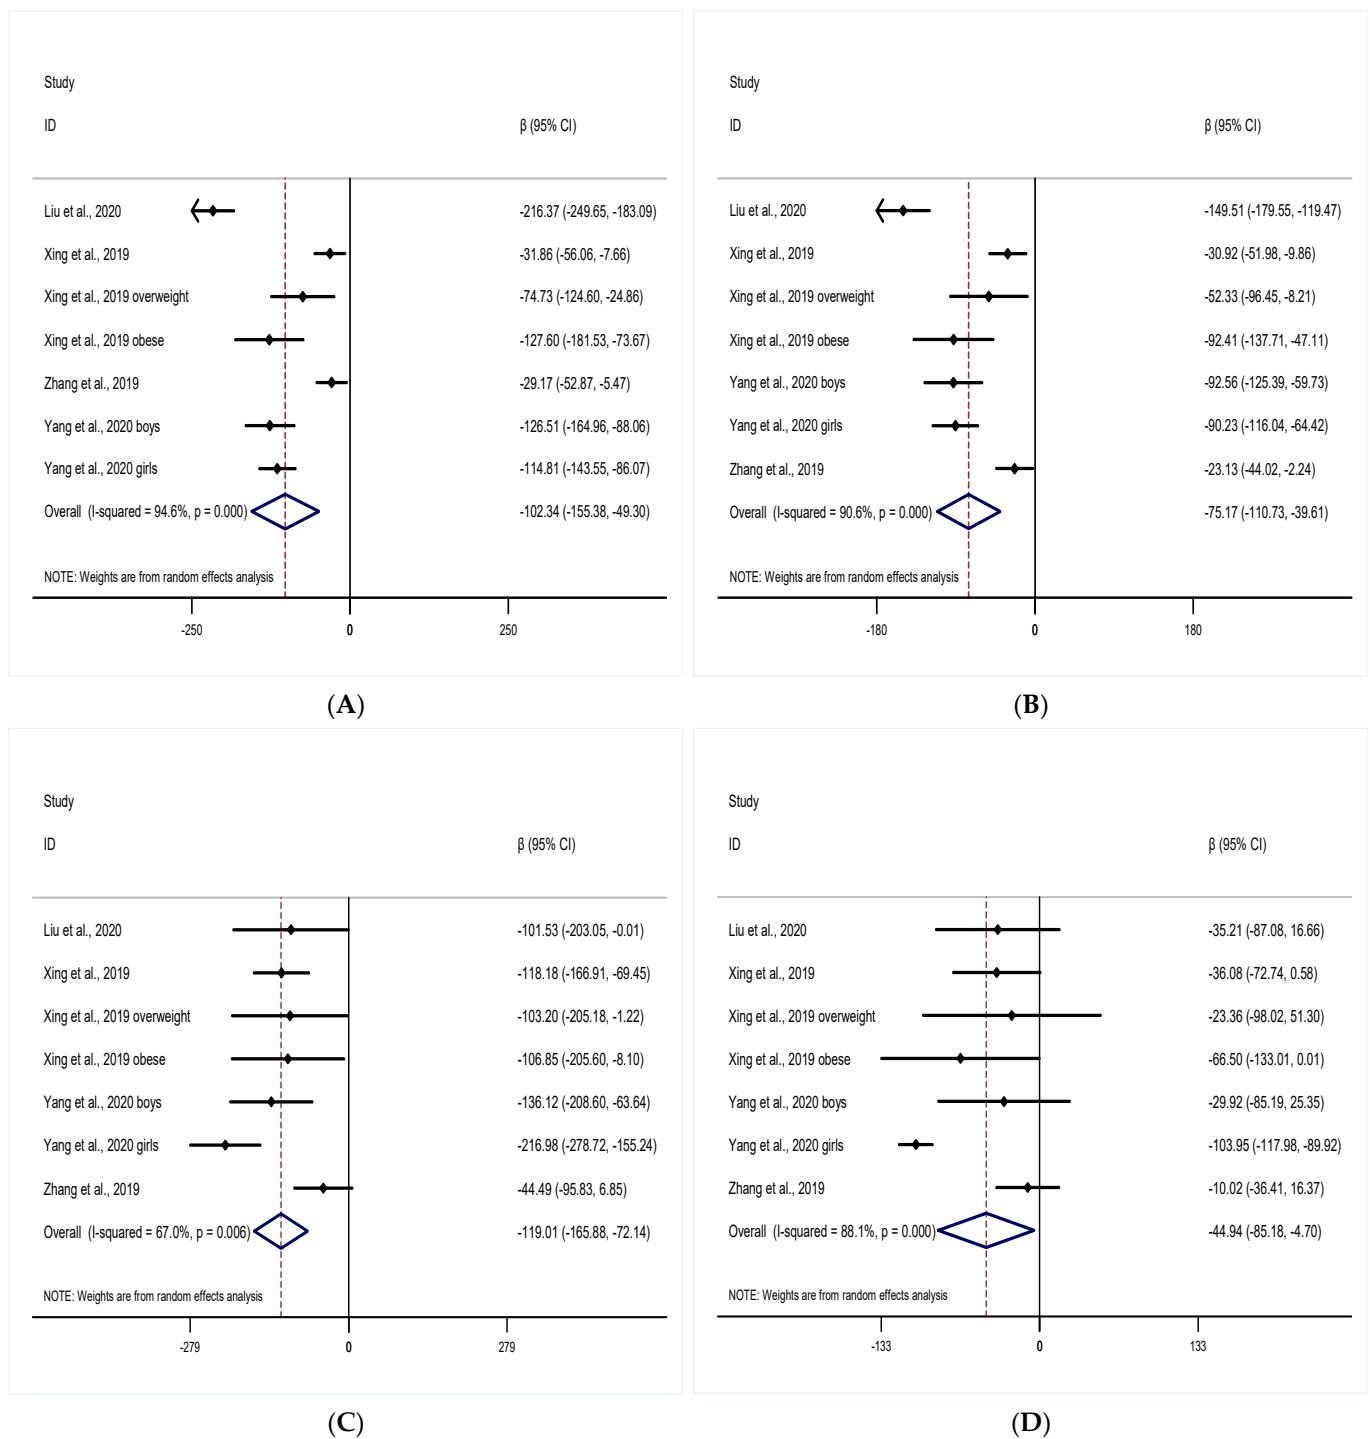 Study
ID β (95% CI)
Liu et al., 2020 -216.37 (-249.65, -183.09)
Xing et al., 2019 -31.86 (-56.06, -7.66)
Xing et al., 2019 overweight -74.73 (-124.60, -24.86)
Xing et al., 2019 obese -127.60 (-181.53, -73.67)
Zhang et al., 2019 -29.17 (-52.87, -5.47)
Yang et al., 2020 boys -126.51 (-164.96, -88.06)
Yang et al., 2020 girls -114.81 (-143.55, -86.07)
Overall (I-squared = 94.6%, p = 0.000) -102.34 (-155.38, -49.30)
NOTE: Weights are from random effects analysis
-250 0 250
(A)
Study
ID β (95% CI)
Liu et al., 2020 -149.51 (-179.55, -119.47)
Xing et al., 2019 -30.92 (-51.98, -9.86)
Xing et al., 2019 overweight -52.33 (-96.45, -8.21)
Xing et al., 2019 obese -92.41 (-137.71, -47.11)
Yang et al., 2020 boys -92.56 (-125.39, -59.73)
Yang et al., 2020 girls -90.23 (-116.04, -64.42)
Zhang et al., 2019 -23.13 (-44.02, -2.24)
Overall (I-squared = 90.6%, p = 0.000) -75.17 (-110.73, -39.61)
NOTE: Weights are from random effects analysis
-180 0 180
(B)
Study
ID β (95% CI)
Liu et al., 2020 -101.53 (-203.05, -0.01)
Xing et al., 2019 -118.18 (-166.91, -69.45)
Xing et al., 2019 overweight -103.20 (-205.18, -1.22)
Xing et al., 2019 obese -106.85 (-205.60, -8.10)
Yang et al., 2020 boys -136.12 (-208.60, -63.64)
Yang et al., 2020 girls -216.98 (-278.72, -155.24)
Zhang et al., 2019 -44.49 (-95.83, 6.85)
Overall (I-squared = 67.0%, p = 0.006) -119.01 (-165.88, -72.14)
NOTE: Weights are from random effects analysis
-279 0 279
(C)
Study
ID β (95% CI)
Liu et al., 2020 -35.21 (-87.08, 16.66)
Xing et al., 2019 -36.08 (-72.74, 0.58)
Xing et al., 2019 overweight -23.36 (-98.02, 51.30)
Xing et al., 2019 obese -66.50 (-133.01, 0.01)
Yang et al., 2020 boys -29.92 (-85.19, 25.35)
Yang et al., 2020 girls -103.95 (-117.98, -89.92)
Zhang et al., 2019 -10.02 (-36.41, 16.37)
Overall (I-squared = 88.1%, p = 0.000) -44.94 (-85.18, -4.70)
NOTE: Weights are from random effects analysis
-133 0 133
(D)